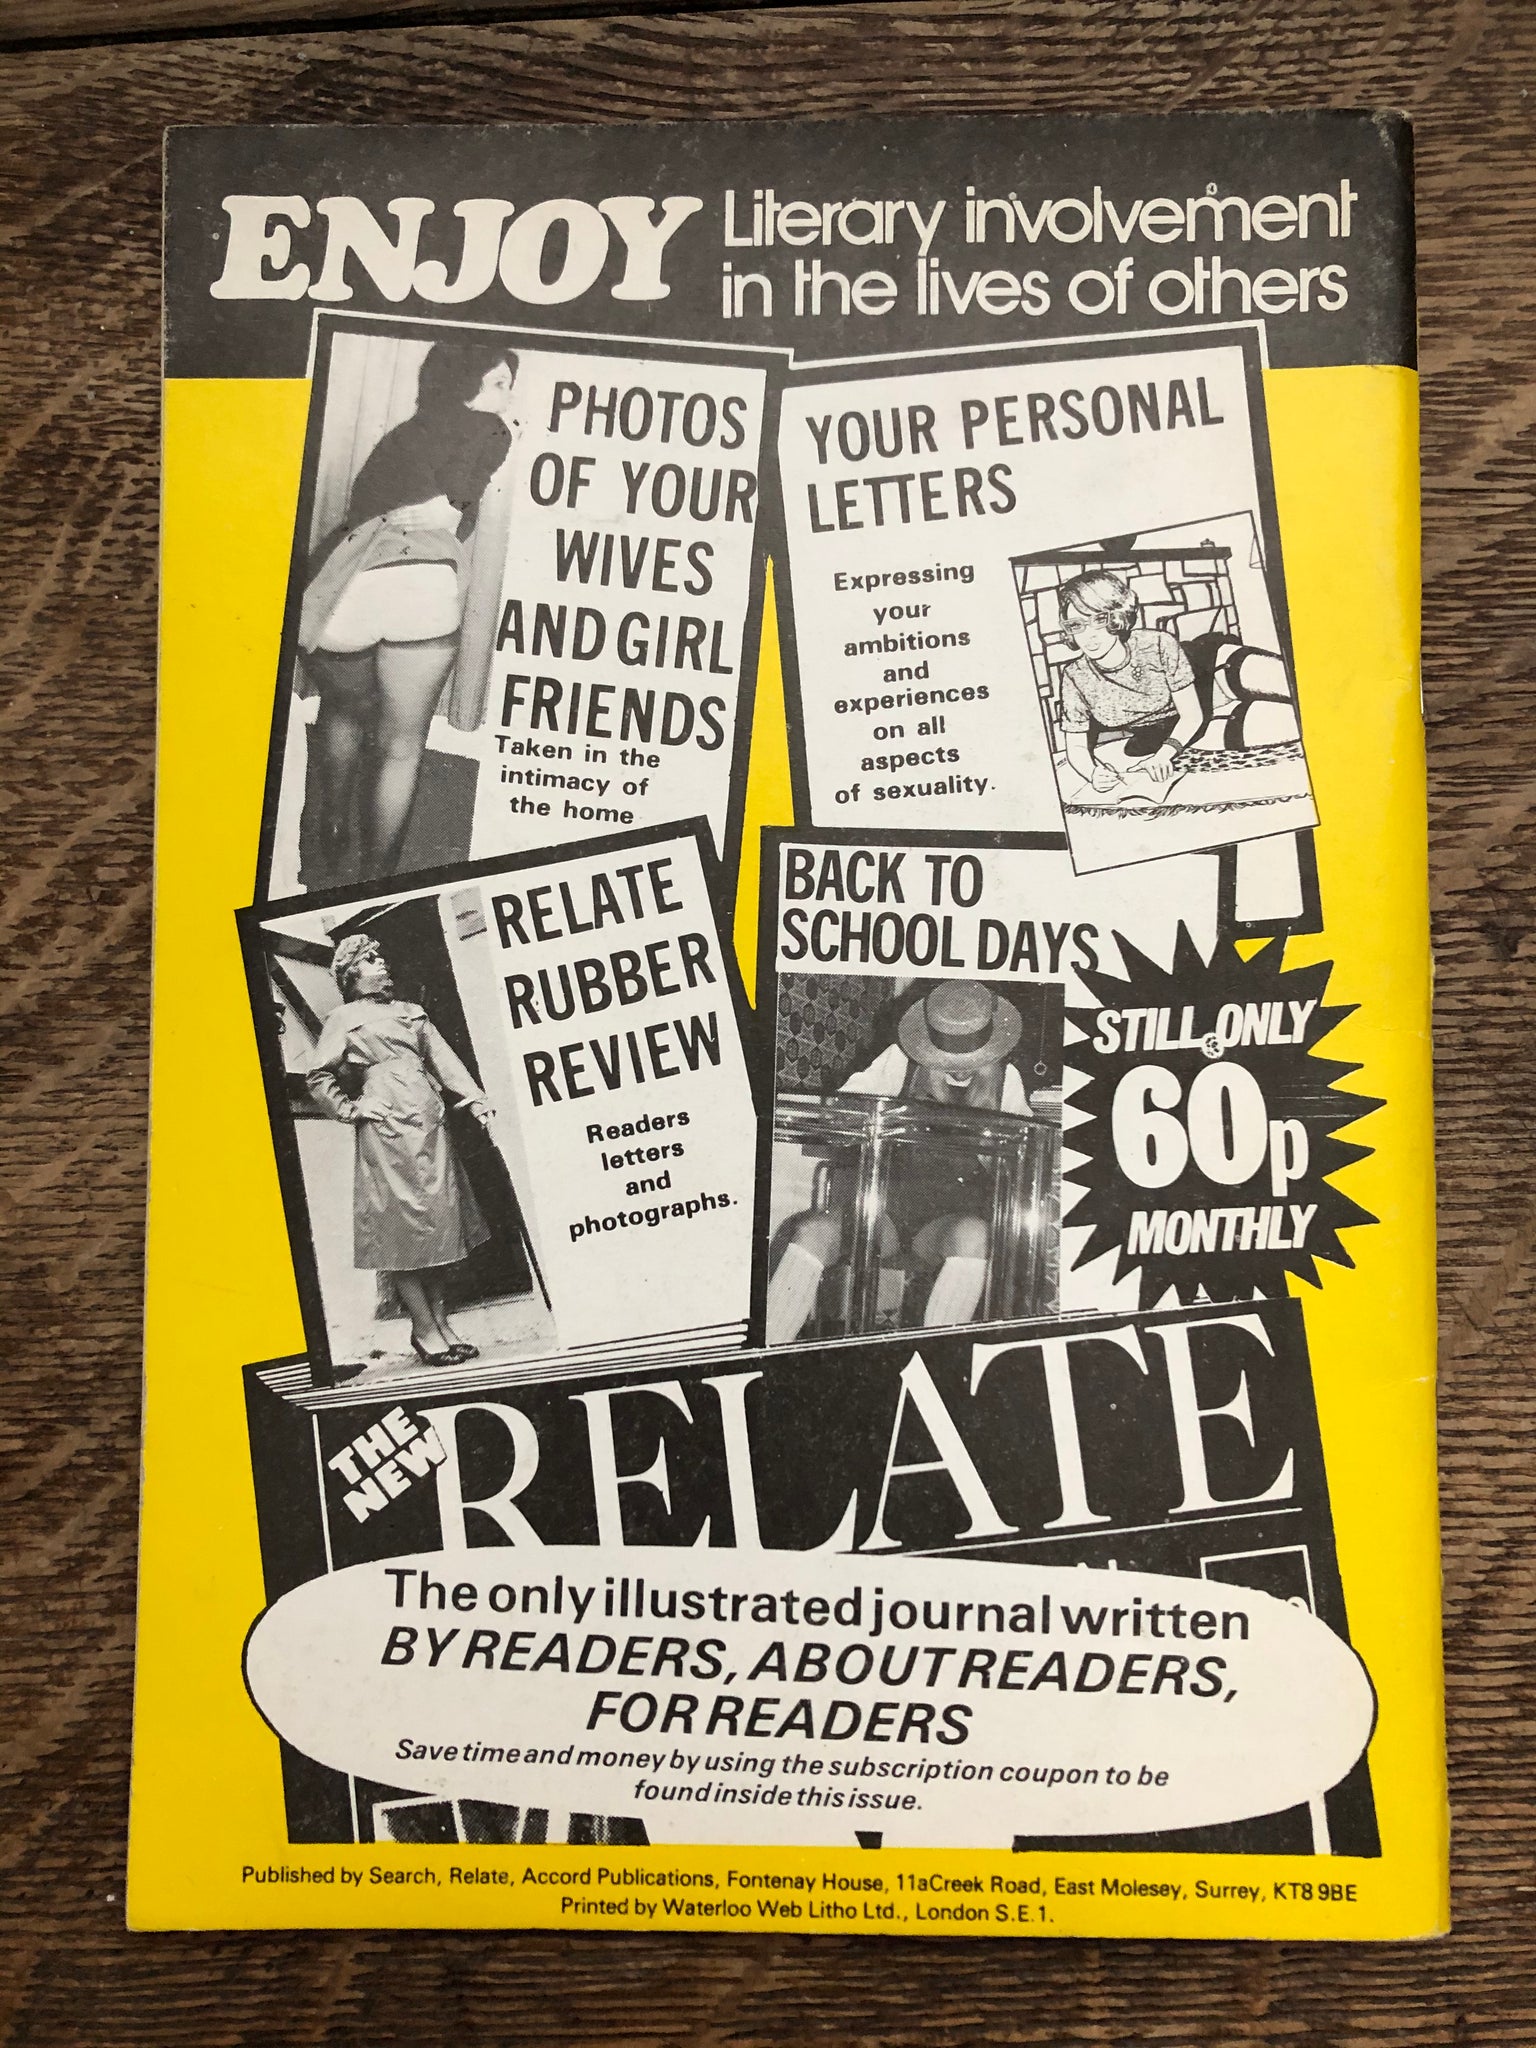 ENJOY
Literary involvement
in the lives of others
PHOTOS
OF YOUR
WIVES
AND GIRL
FRIENDS
Taken in the
intimacy of
the home
YOUR PERSONAL
LETTERS
Expressing
your
ambitions
and
experiences
on all
aspects
of sexuality.
RELATE
RUBBER
REVIEW
Readers
letters
and
photographs.
BACK TO
SCHOOL DAYS
STILL ONLY
60p
MONTHLY
THE
NEW
RELATE
The only illustrated journal written
BY READERS, ABOUT READERS,
FOR READERS
Save time and money by using the subscription coupon to be
found inside this issue.
Published by Search, Relate, Accord Publications, Fontenay House, 11a Creek Road, East Molesey, Surrey, KT8 9BE
Printed by Waterloo Web Litho Ltd., London S.E.1.